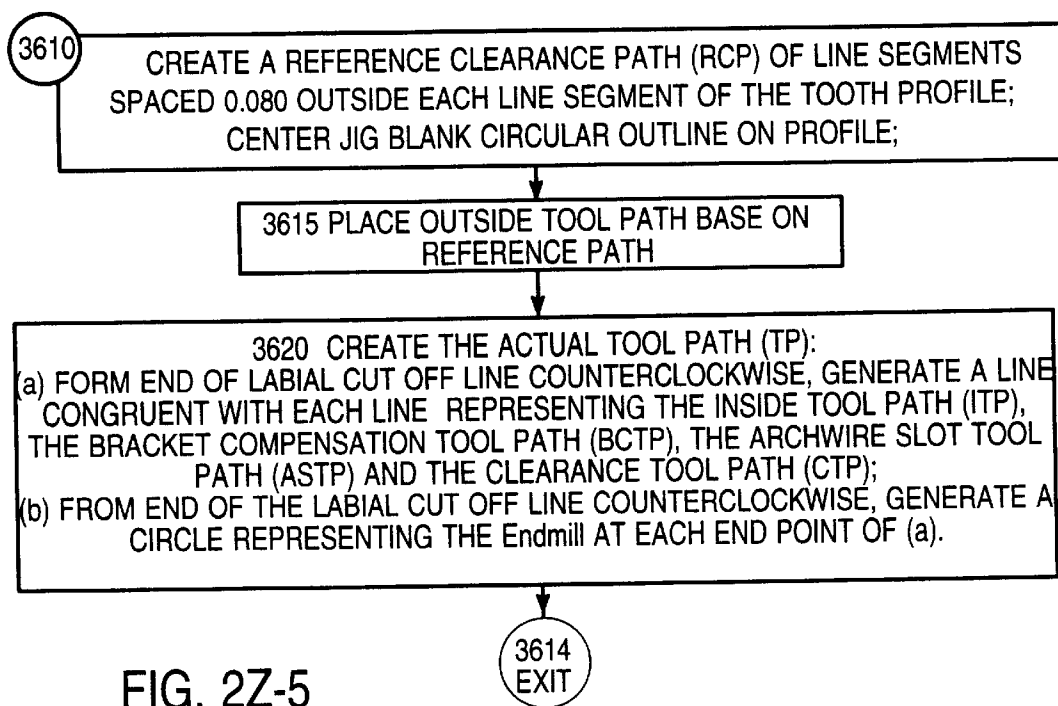 3610
CREATE A REFERENCE CLEARANCE PATH (RCP) OF LINE SEGMENTS
SPACED 0.080 OUTSIDE EACH LINE SEGMENT OF THE TOOTH PROFILE;
CENTER JIG BLANK CIRCULAR OUTLINE ON PROFILE;
3615 PLACE OUTSIDE TOOL PATH BASE ON
REFERENCE PATH
3620 CREATE THE ACTUAL TOOL PATH (TP):
(a) FORM END OF LABIAL CUT OFF LINE COUNTERCLOCKWISE, GENERATE A LINE
CONGRUENT WITH EACH LINE REPRESENTING THE INSIDE TOOL PATH (ITP),
THE BRACKET COMPENSATION TOOL PATH (BCTP), THE ARCHWIRE SLOT TOOL
PATH (ASTP) AND THE CLEARANCE TOOL PATH (CTP);
(b) FROM END OF THE LABIAL CUT OFF LINE COUNTERCLOCKWISE, GENERATE A
CIRCLE REPRESENTING THE Endmill AT EACH END POINT OF (a).
3614
EXIT
FIG. 2Z-5